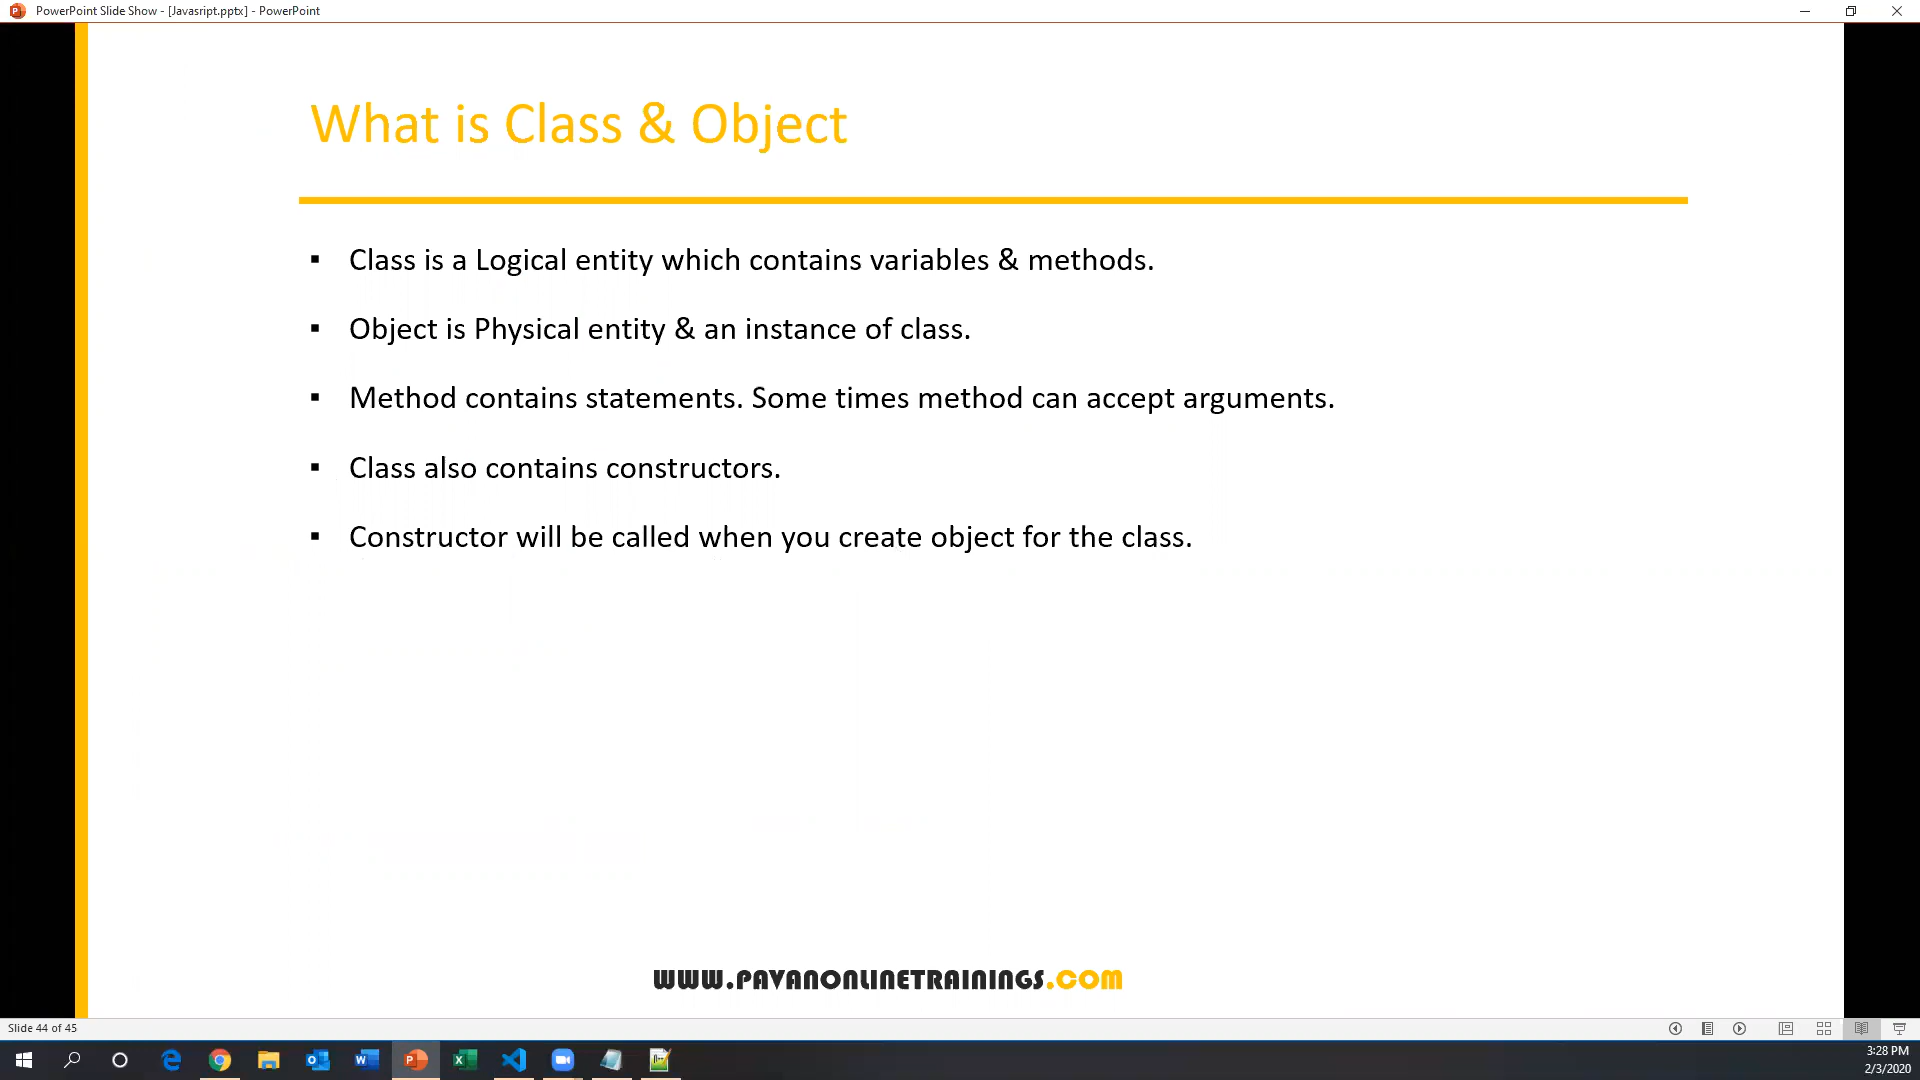 PowerPoint Slide Show - [Javasript.pptx] - PowerPoint
What is Class & Object
▪ Class is a Logical entity which contains variables & methods.
▪ Object is Physical entity & an instance of class.
▪ Method contains statements. Some times method can accept arguments.
▪ Class also contains constructors.
▪ Constructor will be called when you create object for the class.
WWW.PAVANONLINETRAININGS.COM
Slide 44 of 45
3:28 PM
2/3/2020